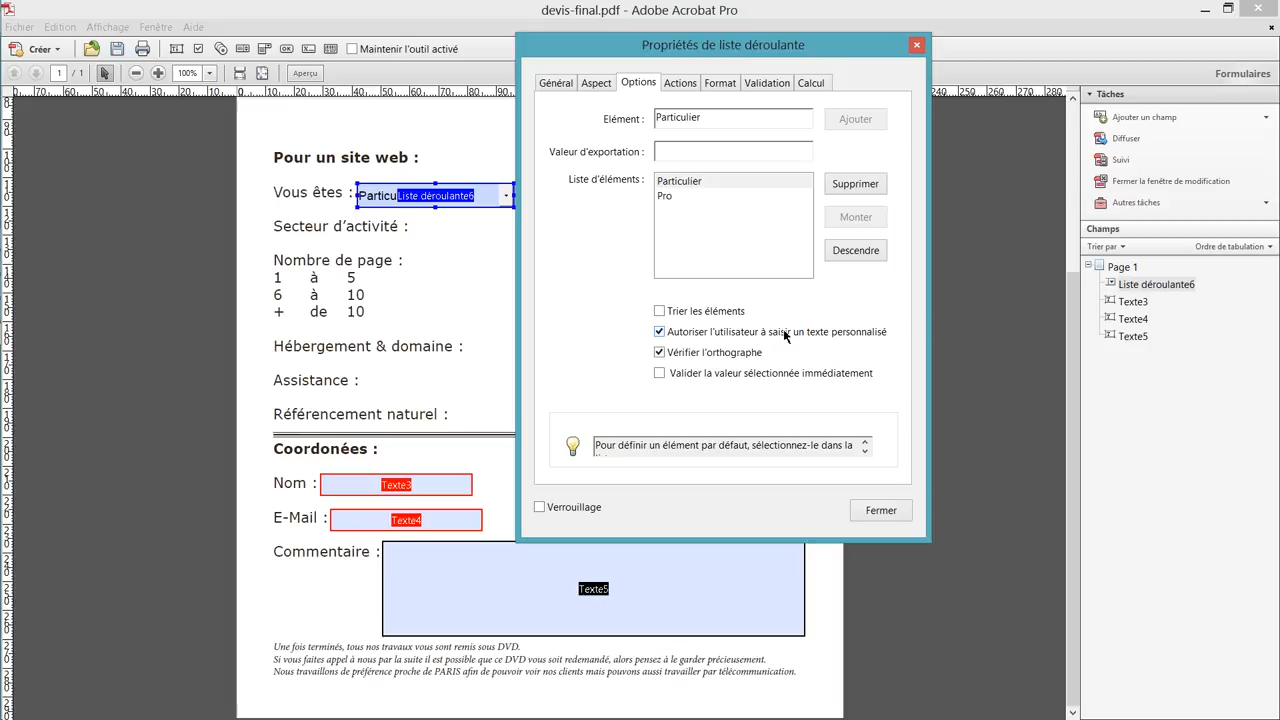 devis-final.pdf - Adobe Acrobat Pro
Fichier Edition Affichage Fenêtre Aide
Créer
Maintenir l'outil activé
1 / 1
100%
Aperçu
Formulaires
Propriétés de liste déroulante
Général Aspect Options Actions Format Validation Calcul
Elément : Particulier Ajouter
Valeur d'exportation :
Liste d'éléments : Particulier Supprimer
Pro
Monter
Descendre
Trier les éléments
Autoriser l'utilisateur à saisir un texte personnalisé
Vérifier l'orthographe
Valider la valeur sélectionnée immédiatement
Pour définir un élément par défaut, sélectionnez-le dans la
Verrouillage
Fermer
Pour un site web :
Vous êtes : Particu Liste déroulante6
Secteur d'activité :
Nombre de page :
1 à 5
6 à 10
+ de 10
Hébergement & domaine :
Assistance :
Référencement naturel :
Coordonées :
Nom : Texte3
E-Mail : Texte4
Commentaire : Texte5
Une fois terminés, tous nos travaux vous sont remis sous DVD.
Si vous faites appel à nous par la suite il est possible que ce DVD vous soit redemandé, alors pensez à le garder précieusement.
Nous travaillons de préférence proche de PARIS afin de pouvoir voir nos clients mais pouvons aussi travailler par télécommunication.
Tâches
Ajouter un champ
Diffuser
Suivi
Fermer la fenêtre de modification
Autres tâches
Champs
Trier par Ordre de tabulation
Page 1
Liste déroulante6
Texte3
Texte4
Texte5